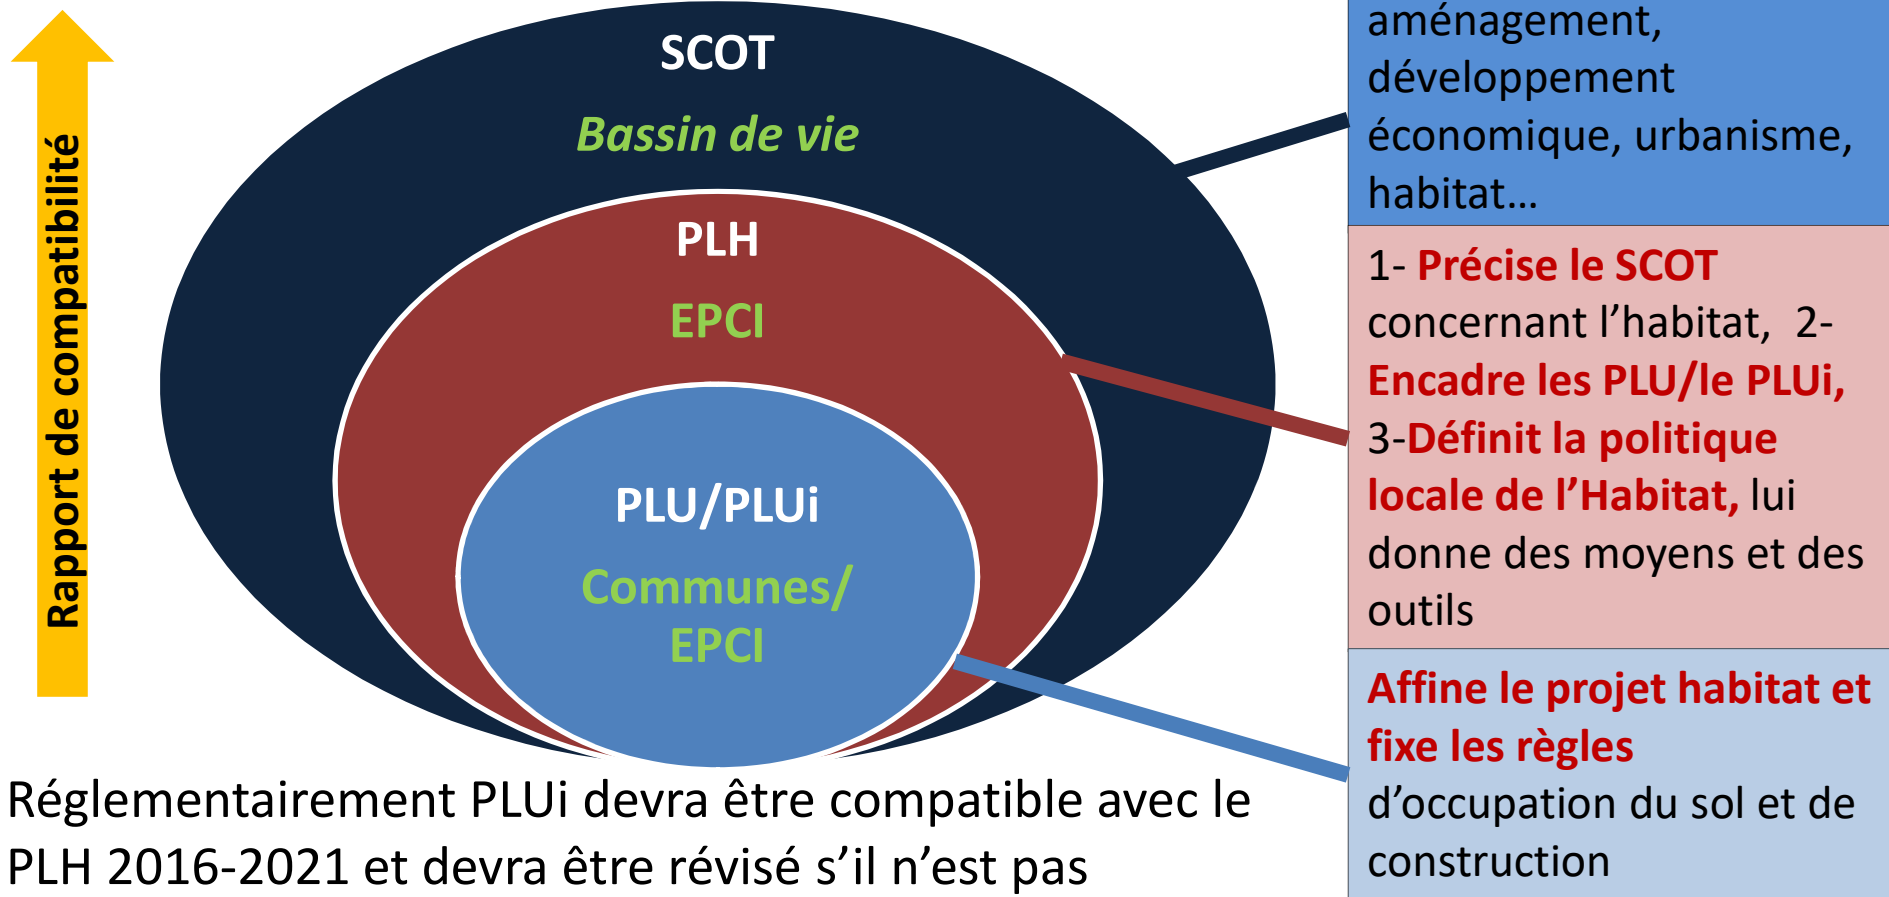 Rapport de compatibilité
SCOT
Bassin de vie
PLH
EPCI
PLU/PLUi
Communes/
EPCI
aménagement,
développement
économique, urbanisme,
habitat…
1- Précise le SCOT
concernant l’habitat,  2-
Encadre les PLU/le PLUi,
3-Définit la politique
locale de l’Habitat, lui
donne des moyens et des
outils
Affine le projet habitat et
fixe les règles
d’occupation du sol et de
construction
Réglementairement PLUi devra être compatible avec le
PLH 2016-2021 et devra être révisé s’il n’est pas